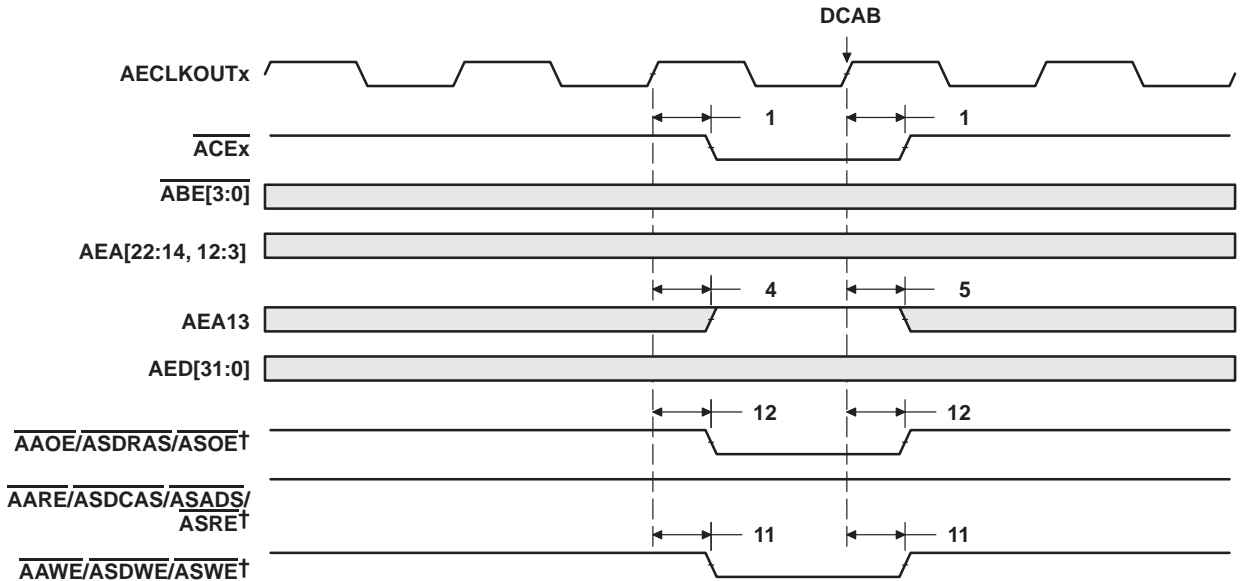 DCAB
AECLKOUTx
1 1
ACEx
ABE[3:0]
AEA[22:14, 12:3]
4 5
AEA13
AED[31:0]
12 12
AAOE/ASDRAS/ASOE†
AARE/ASDCAS/ASADS/
ASRE†
11 11
AAWE/ASDWE/ASWE†